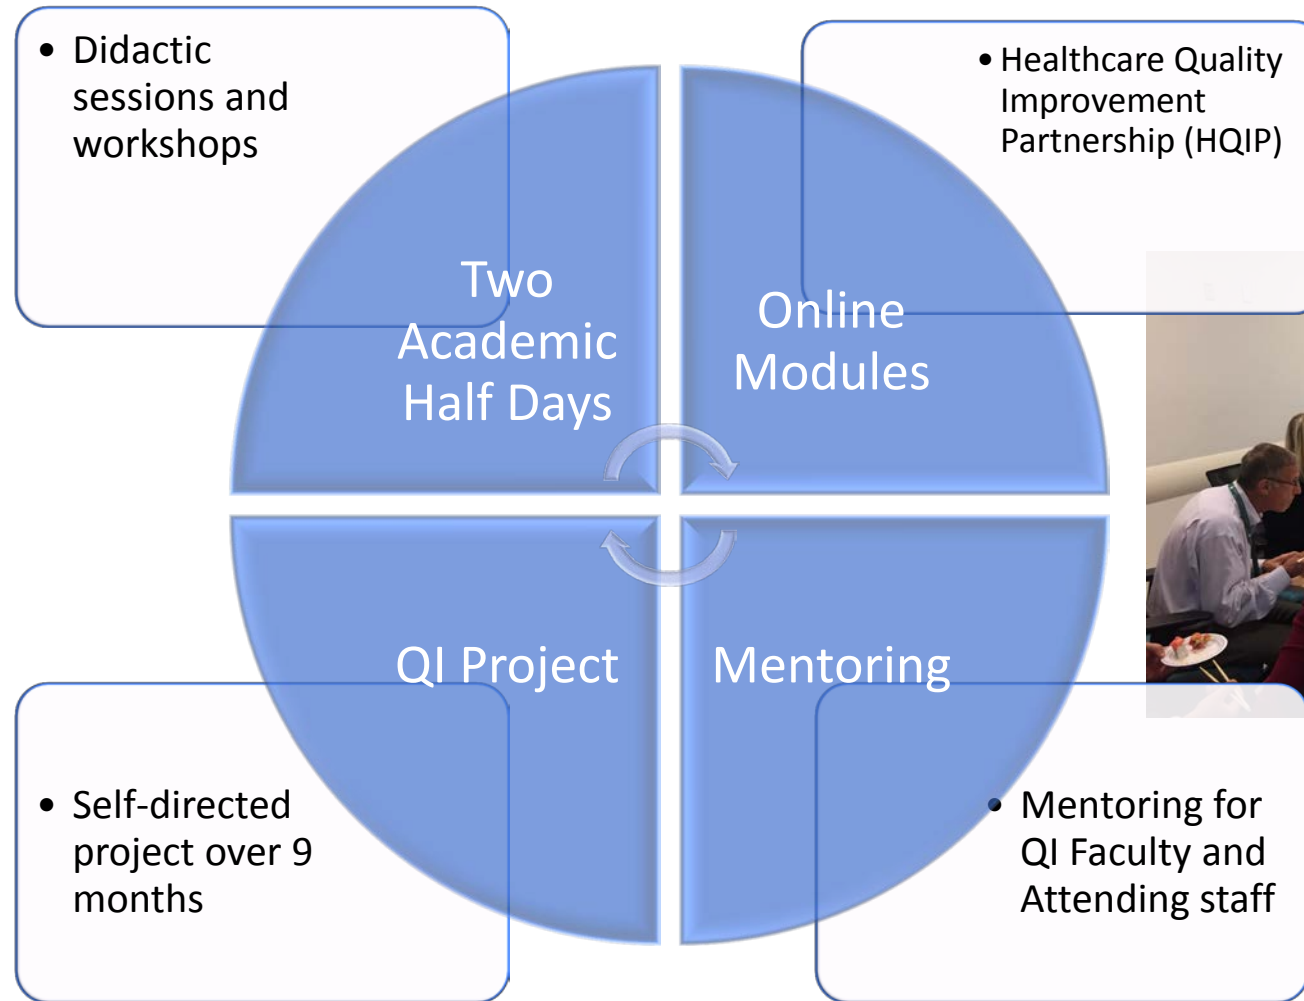 • Didactic
sessions and
workshops
• Healthcare Quality
Improvement
Partnership (HQIP)
Two
Academic
Half Days
Online
Modules
QI Project
Mentoring
• Self-directed
project over 9
months
• Mentoring for
QI Faculty and
Attending staff